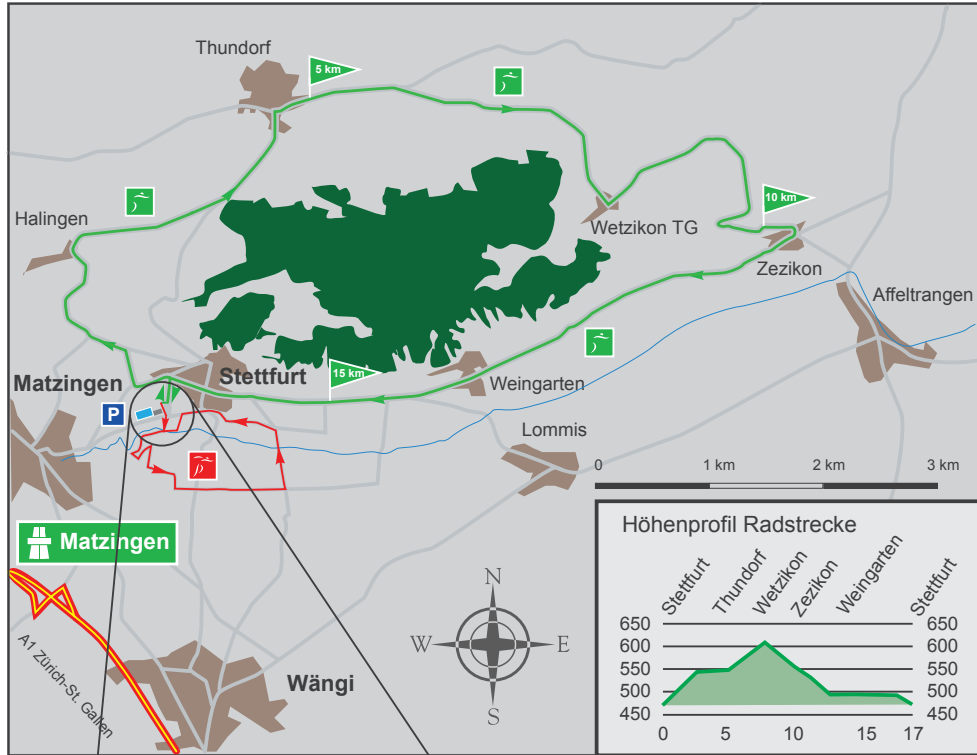 Thundorf
5 km
Halingen
Wetzikon TG
10 km
Zezikon
Affeltrangen
Matzingen
Stettfurt
15 km
Weingarten
P
Lommis
0 1 km 2 km 3 km
Matzingen
A1 Zürich-St. Gallen
Wängi
N
W E
S
Höhenprofil Radstrecke
Stettfurt Thundorf Wetzikon Zezikon Weingarten Stettfurt
650 650
600 600
550 550
500 500
450 450
0 5 10 15 17